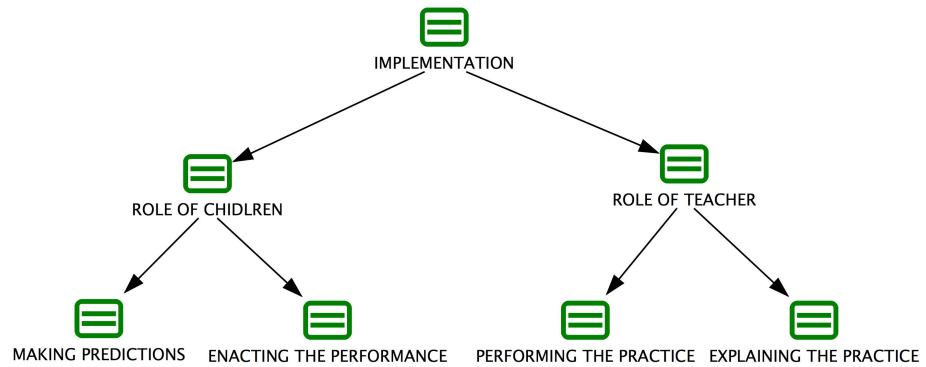 IMPLEMENTATION
ROLE OF CHIDLREN
ROLE OF TEACHER
MAKING PREDICTIONS
ENACTING THE PERFORMANCE
PERFORMING THE PRACTICE
EXPLAINING THE PRACTICE